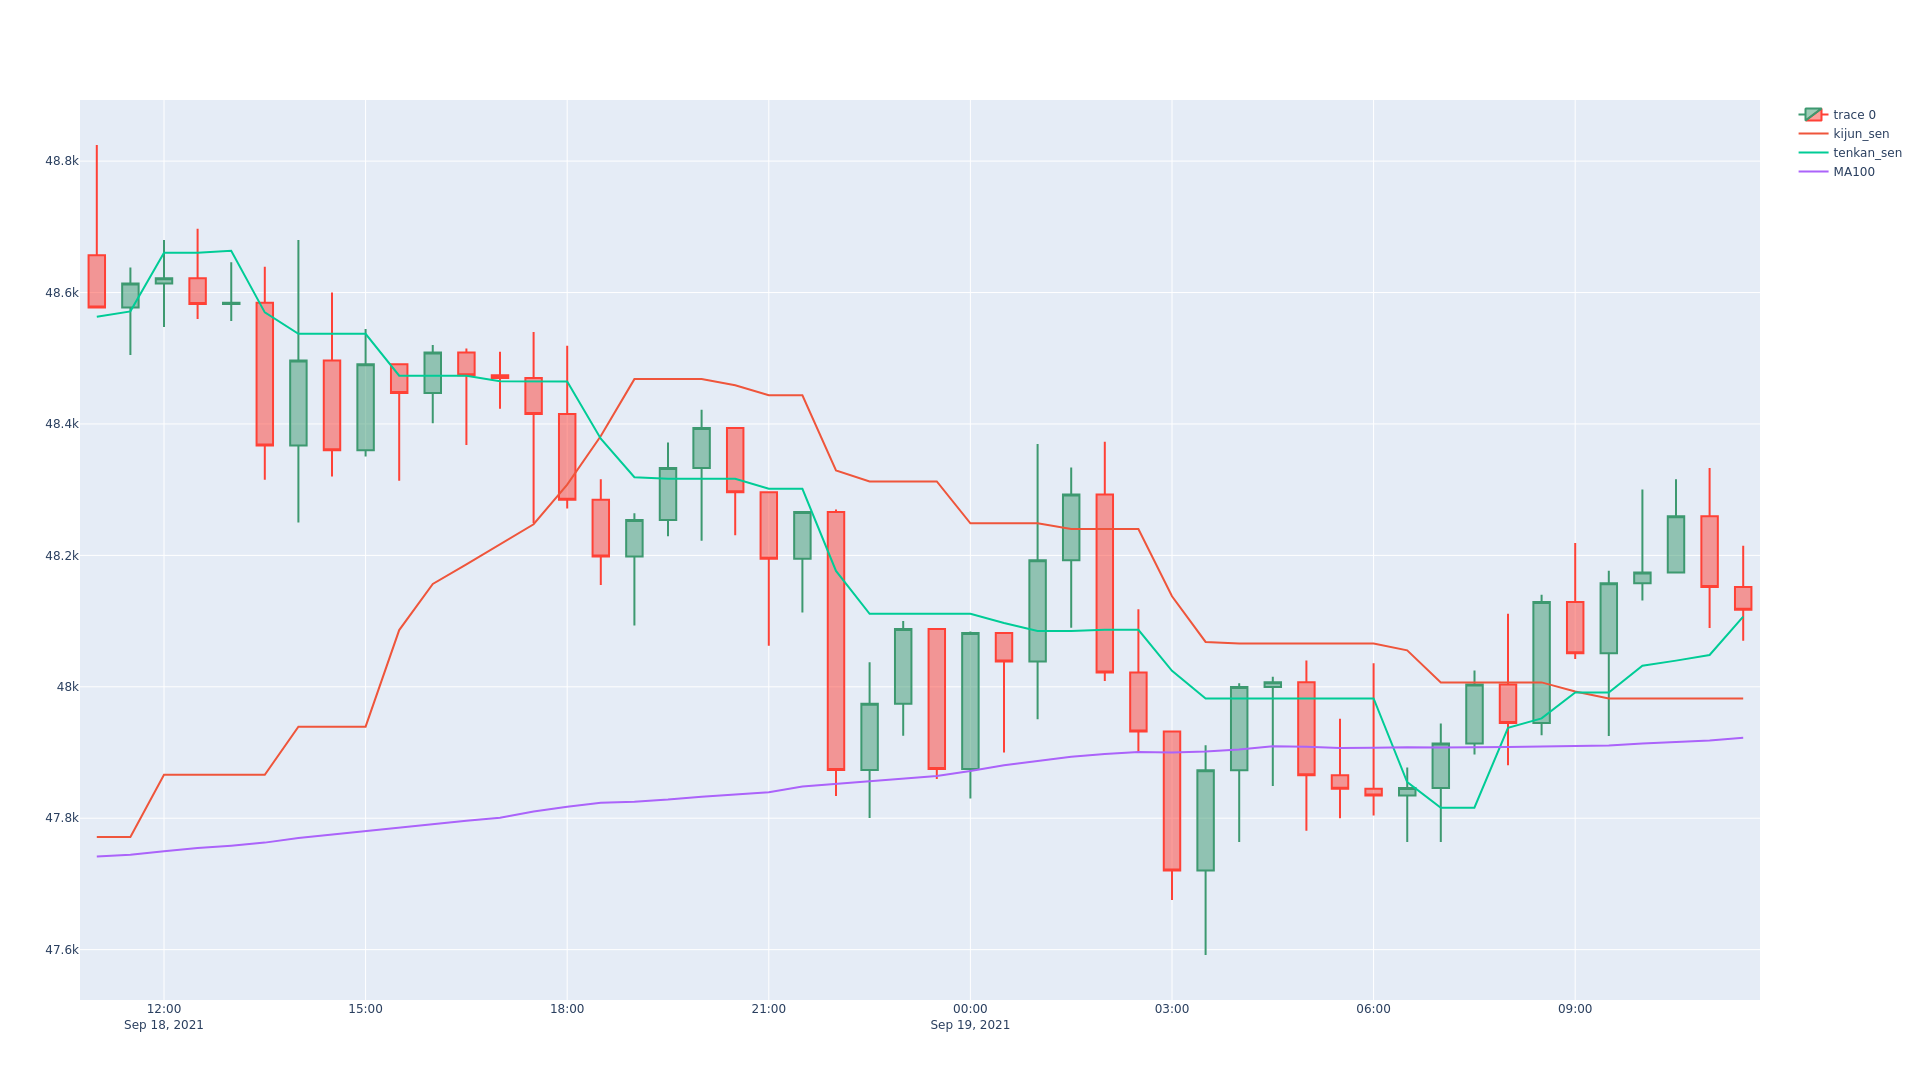 trace 0
kijun_sen
tenkan_sen
MA100
48.8k
48.6k
48.4k
48.2k
48k
47.8k
47.6k
12:00 15:00 18:00 21:00 00:00 03:00 06:00 09:00
Sep 18, 2021 Sep 19, 2021